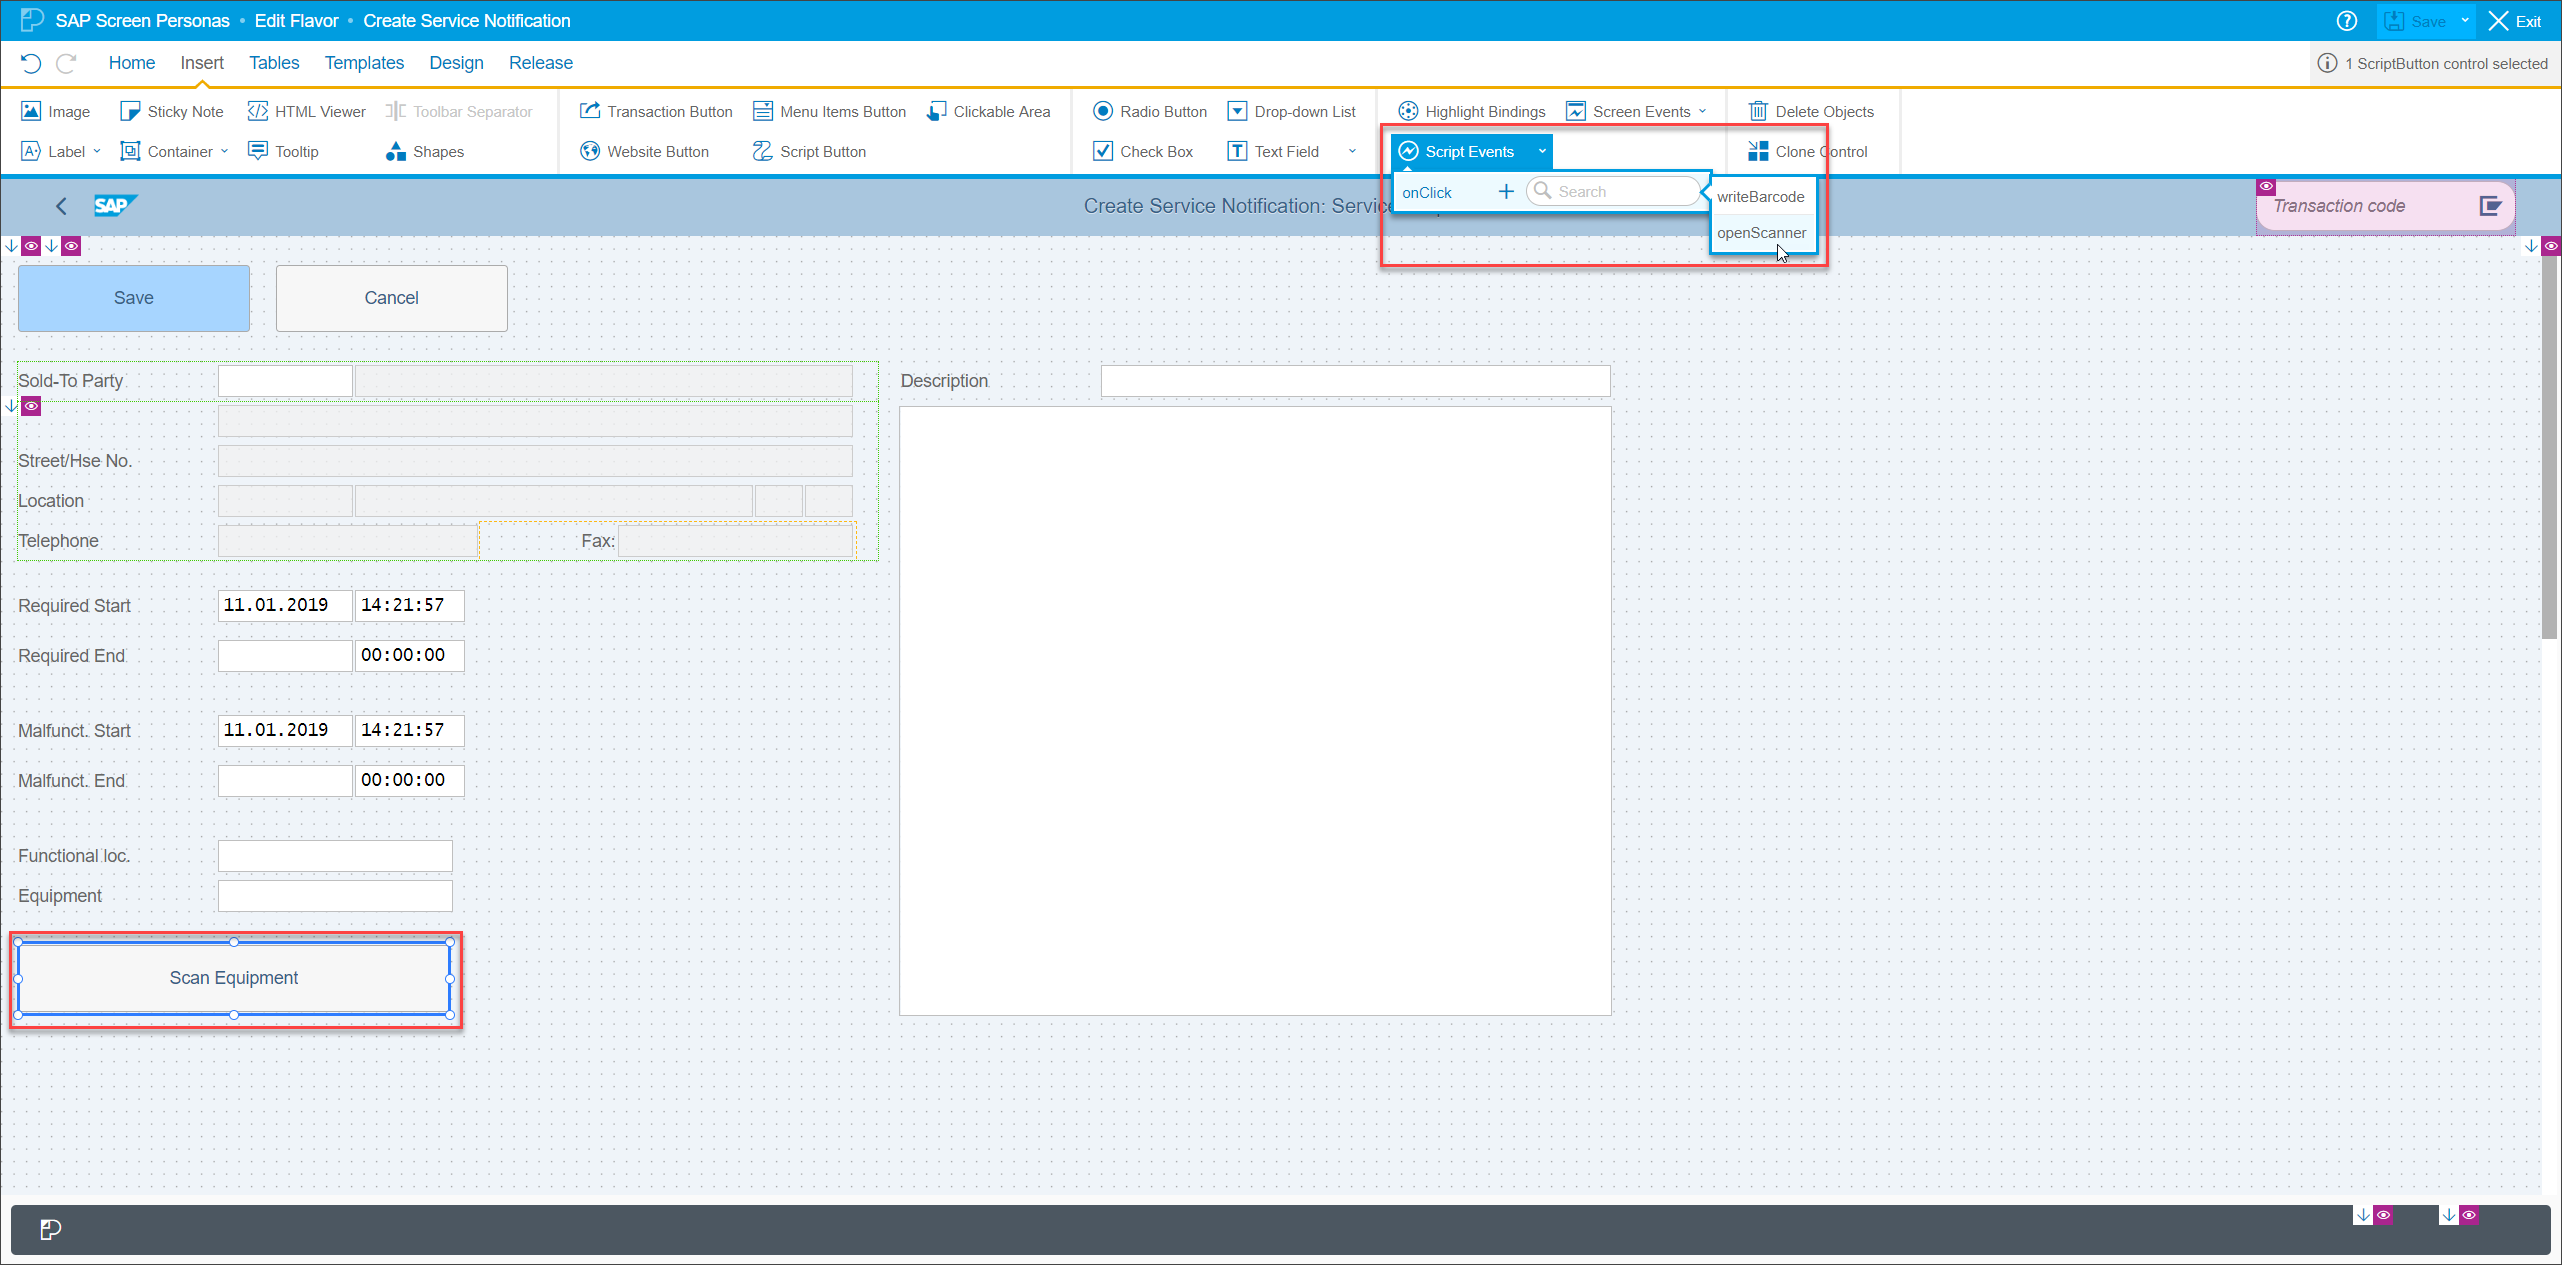 SAP Screen Personas • Edit Flavor • Create Service Notification
Save
Exit
Home Insert Tables Templates Design Release
1 ScriptButton control selected
Image Sticky Note HTML Viewer Toolbar Separator Transaction Button Menu Items Button Clickable Area Radio Button Drop-down List Highlight Bindings Screen Events Delete Objects
Label Container Tooltip Shapes Website Button Script Button Check Box Text Field Script Events Clone Control
onClick + Search
writeBarcode
openScanner
SAP
Create Service Notification:
Transaction code
Save Cancel
Sold-To Party
Description
Street/Hse No.
Location
Telephone Fax:
Required Start 11.01.2019 14:21:57
Required End 00:00:00
Malfunct. Start 11.01.2019 14:21:57
Malfunct. End 00:00:00
Functional loc.
Equipment
Scan Equipment